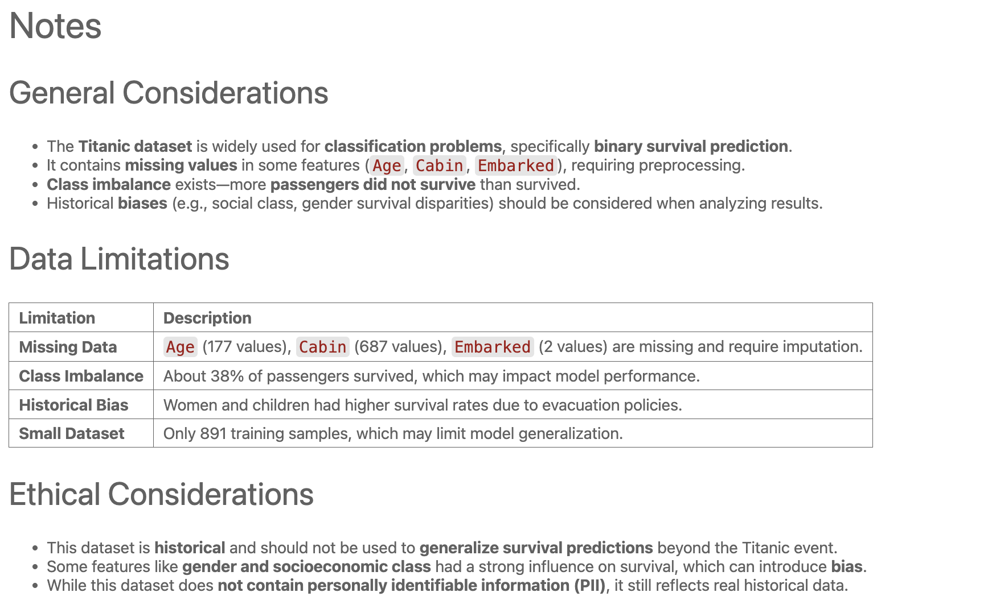 Notes
General Considerations
• The Titanic dataset is widely used for classification problems, specifically binary survival prediction.
• It contains missing values in some features (Age, Cabin, Embarked), requiring preprocessing.
• Class imbalance exists—more passengers did not survive than survived.
• Historical biases (e.g., social class, gender survival disparities) should be considered when analyzing results.
Data Limitations
Limitation Description
Missing Data Age (177 values), Cabin (687 values), Embarked (2 values) are missing and require imputation.
Class Imbalance About 38% of passengers survived, which may impact model performance.
Historical Bias Women and children had higher survival rates due to evacuation policies.
Small Dataset Only 891 training samples, which may limit model generalization.
Ethical Considerations
• This dataset is historical and should not be used to generalize survival predictions beyond the Titanic event.
• Some features like gender and socioeconomic class had a strong influence on survival, which can introduce bias.
• While this dataset does not contain personally identifiable information (PII), it still reflects real historical data.